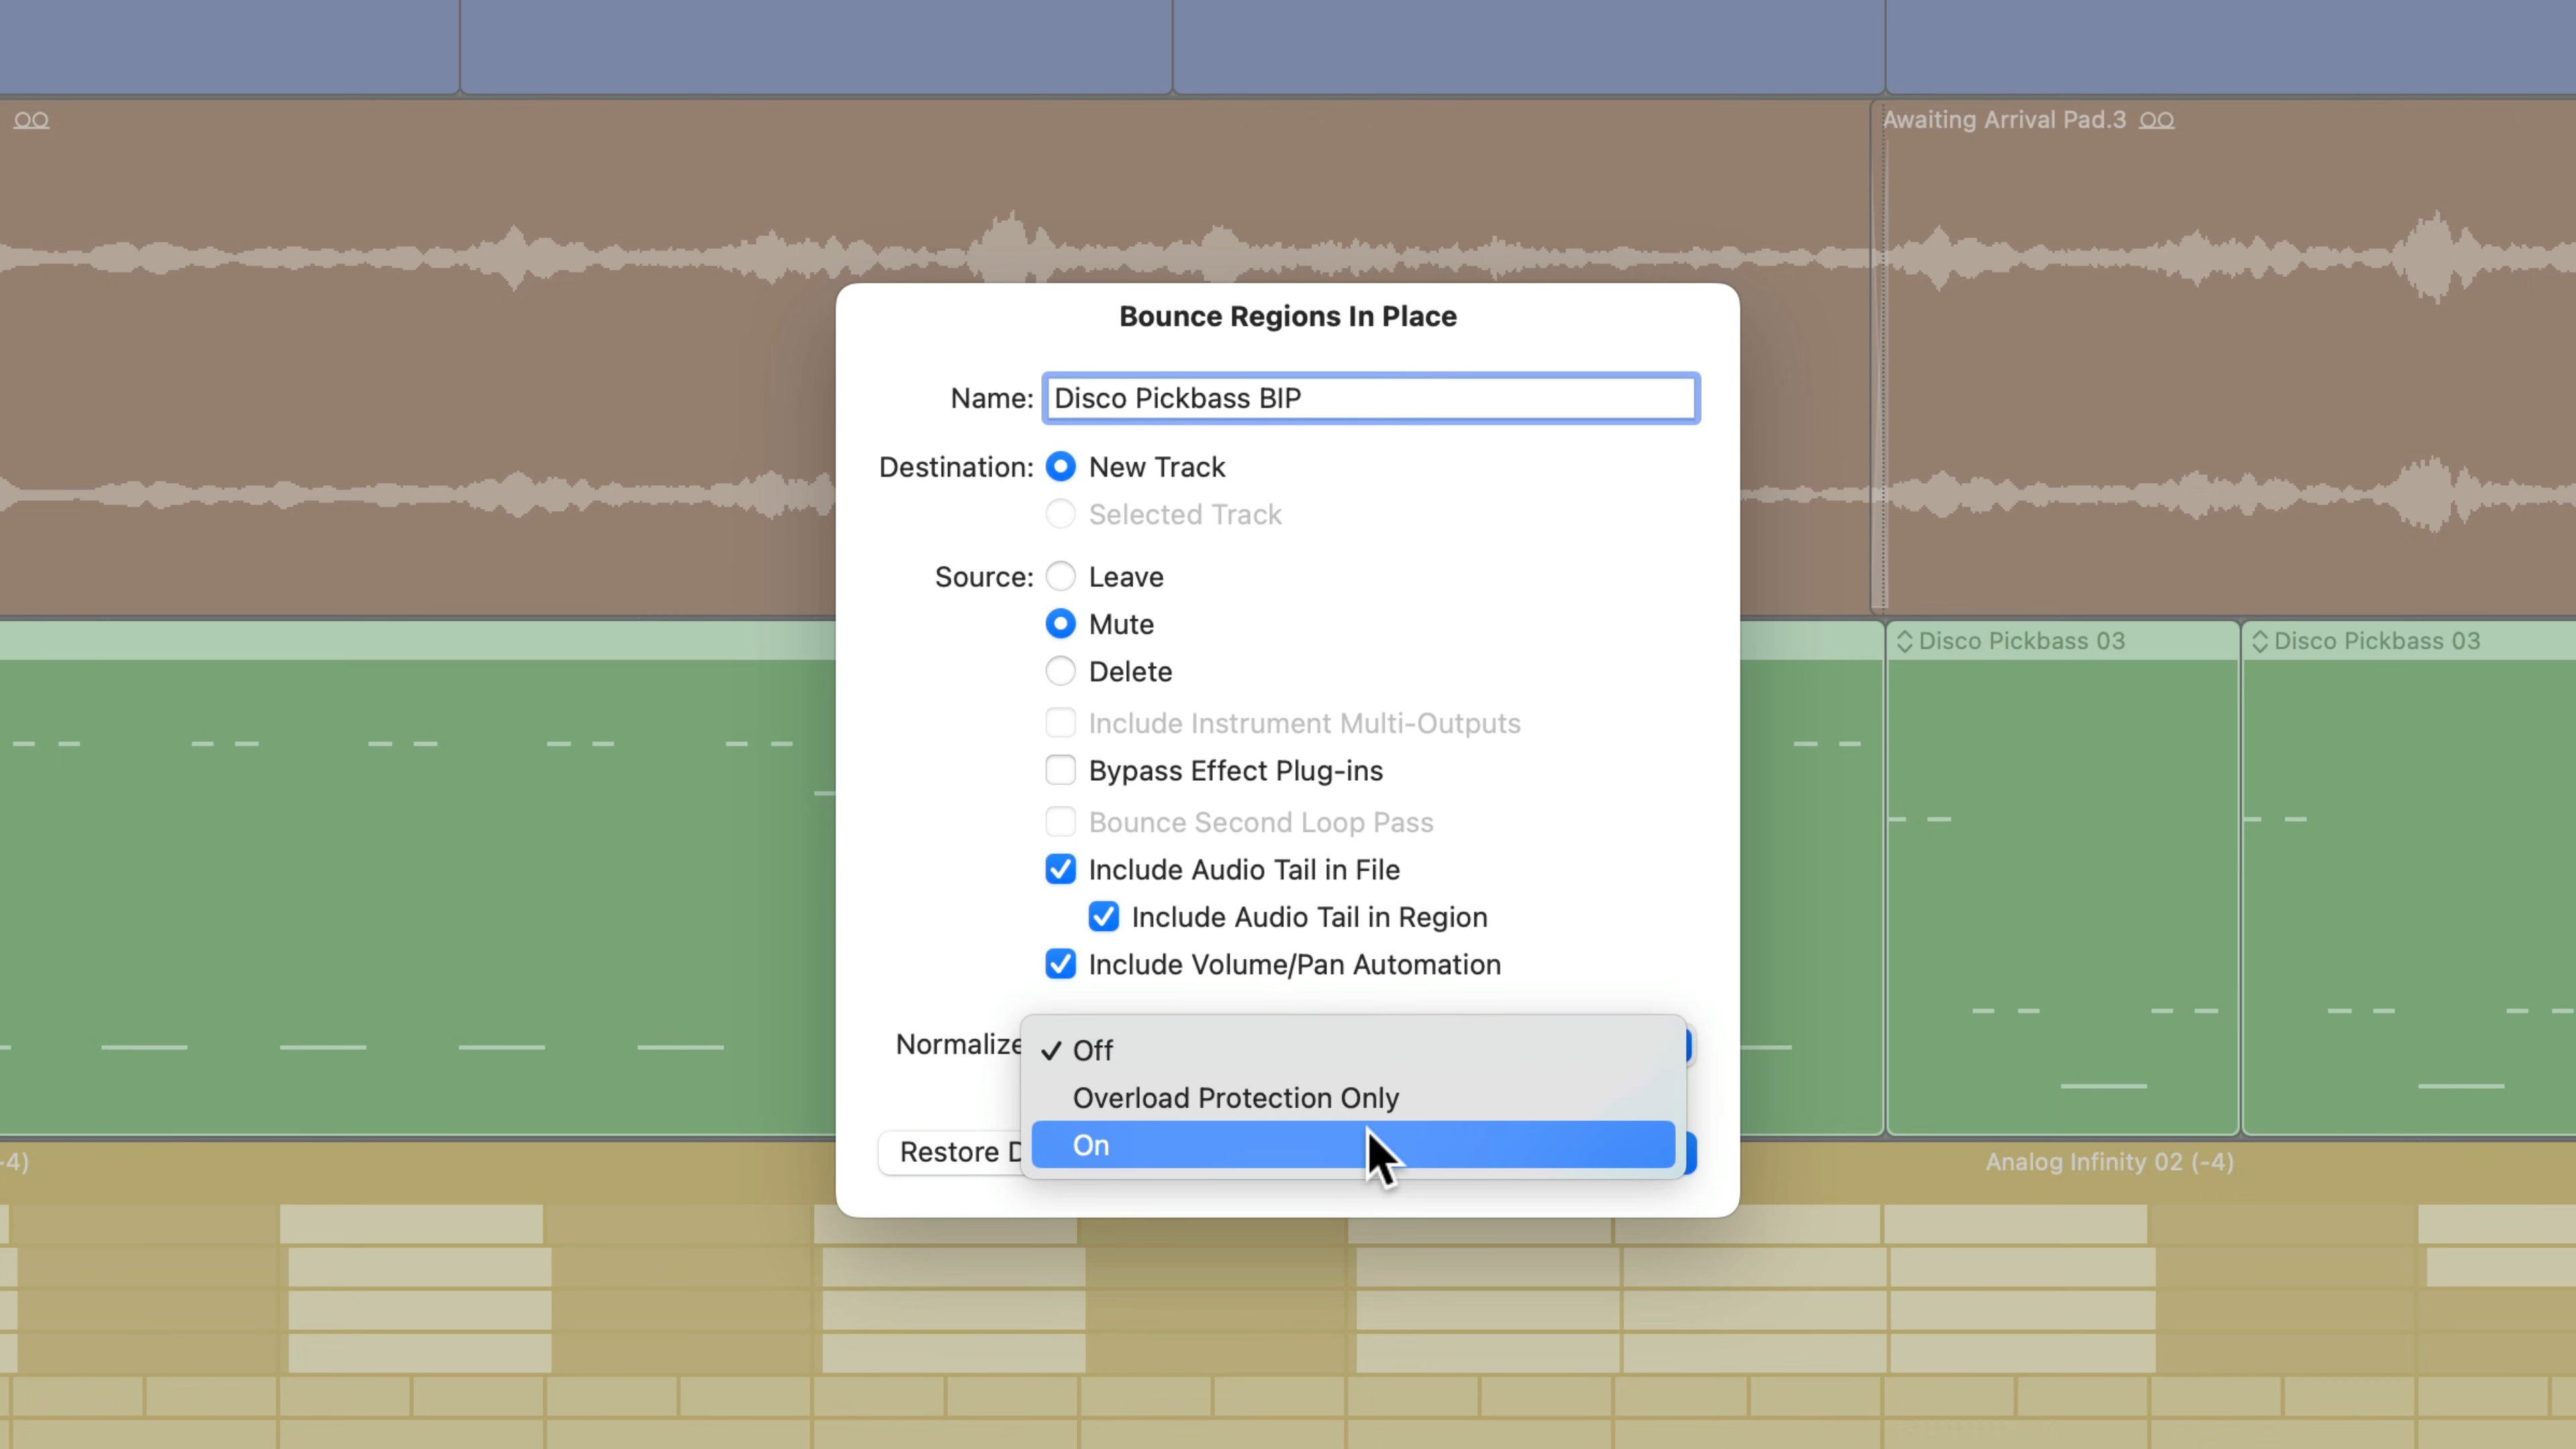 Awaiting Arrival Pad.3
Bounce Regions In Place
Name: Disco Pickbass BIP
Destination: New Track
Selected Track
Source: Leave
Mute
Delete
Include Instrument Multi-Outputs
Bypass Effect Plug-ins
Bounce Second Loop Pass
Include Audio Tail in File
Include Audio Tail in Region
Include Volume/Pan Automation
Normalize
Off
Overload Protection Only
On
Restore D
Disco Pickbass 03
Disco Pickbass 03
-4)
Analog Infinity 02 (-4)